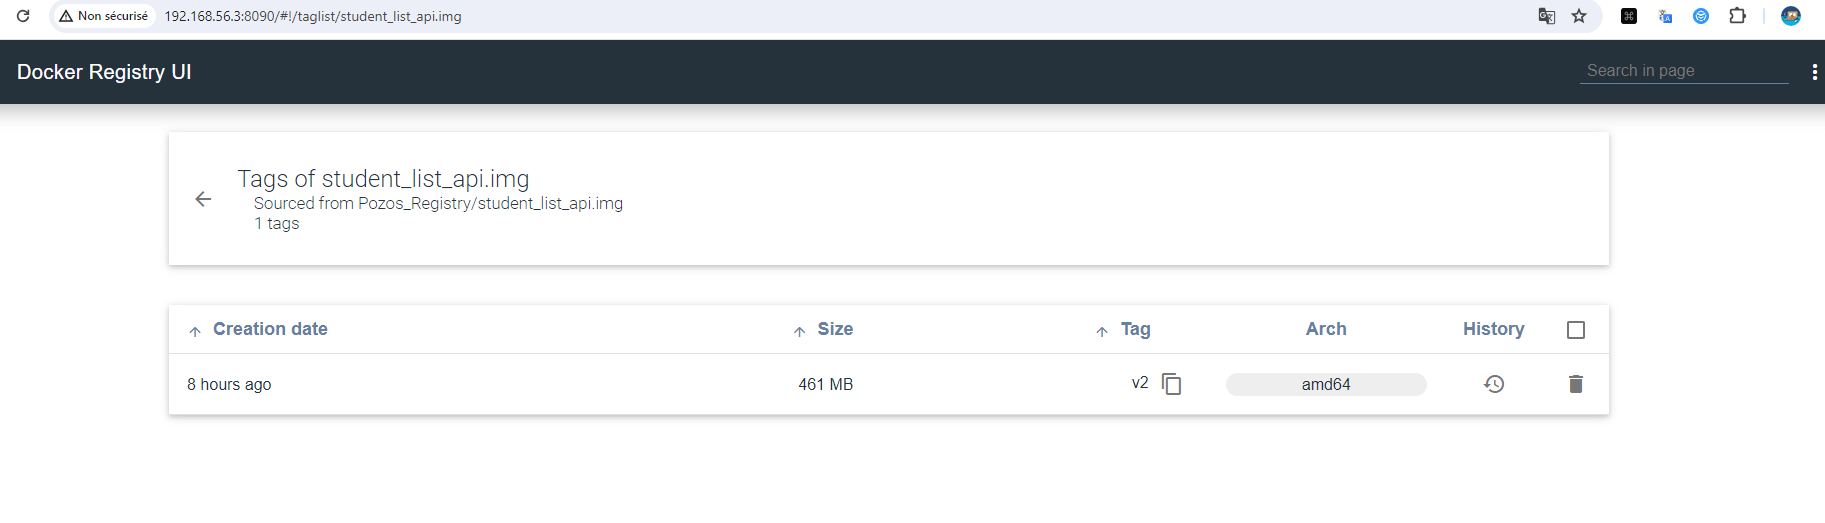 Non sécurisé 192.168.56.3:8090/#!/taglist/student_list_api.img
Docker Registry UI
Search in page
Tags of student_list_api.img
Sourced from Pozos_Registry/student_list_api.img
1 tags
Creation date Size Tag Arch History
8 hours ago 461 MB v2 amd64